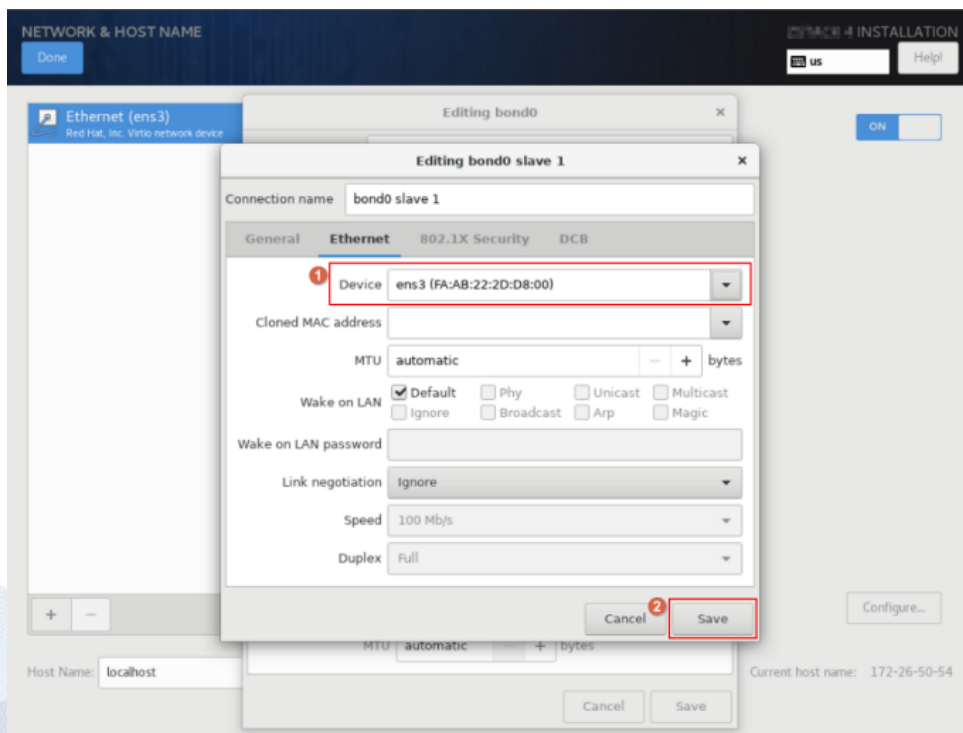 NETWORK & HOST NAME
4 INSTALLATION
Done
us
Help!
Ethernet (ens3)
Red Hat, Inc. Virtio network device
Editing bond0
ON
Editing bond0 slave 1
Connection name bond0 slave 1
General Ethernet 802.1X Security DCB
1
Device ens3 (FA:AB:22:2D:D8:00)
Cloned MAC address
MTU automatic − + bytes
Wake on LAN
Default Phy Unicast Multicast
Ignore Broadcast Arp Magic
Wake on LAN password
Link negotiation Ignore
Speed 100 Mb/s
Duplex Full
+ −
Configure...
Cancel 2 Save
MTU automatic − + bytes
Host Name: localhost
Current host name: 172-26-50-54
Cancel Save